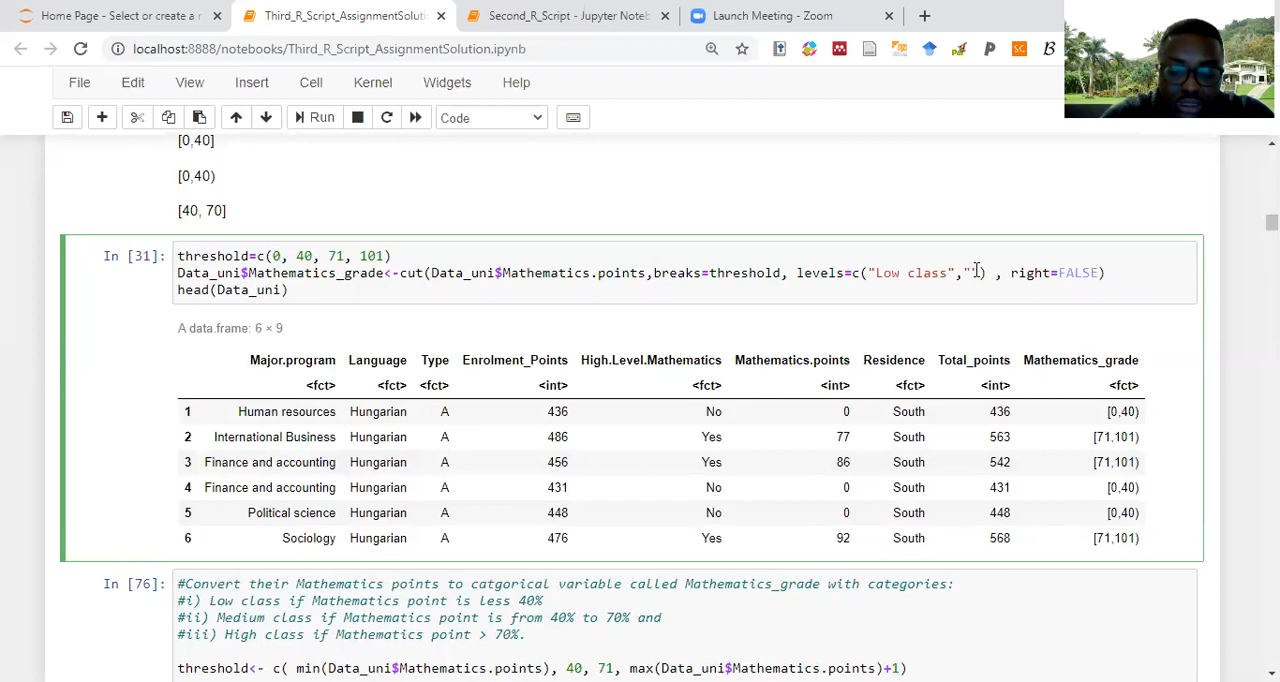 Home Page - Select or create a r
Third_R_Script_AssignmentSoluti
Second_R_Script - Jupyter Noteb
Launch Meeting - Zoom
localhost:8888/notebooks/Third_R_Script_AssignmentSolution.ipynb
File Edit View Insert Cell Kernel Widgets Help
Run Code
[0,40]
[0,40)
[40, 70]
In [31]: threshold=c(0, 40, 71, 101)
Data_uni$Mathematics_grade<-cut(Data_uni$Mathematics.points,breaks=threshold, levels=c("Low class","") , right=FALSE)
head(Data_uni)
A data.frame: 6 × 9
Major.program Language Type Enrolment_Points High.Level.Mathematics Mathematics.points Residence Total_points Mathematics_grade
<fct> <fct> <fct> <int> <fct> <int> <fct> <int> <fct>
1 Human resources Hungarian A 436 No 0 South 436 [0,40)
2 International Business Hungarian A 486 Yes 77 South 563 [71,101)
3 Finance and accounting Hungarian A 456 Yes 86 South 542 [71,101)
4 Finance and accounting Hungarian A 431 No 0 South 431 [0,40)
5 Political science Hungarian A 448 No 0 South 448 [0,40)
6 Sociology Hungarian A 476 Yes 92 South 568 [71,101)
In [76]: #Convert their Mathematics points to catgorical variable called Mathematics_grade with categories:
#i) Low class if Mathematics point is less 40%
#ii) Medium class if Mathematics point is from 40% to 70% and
#iii) High class if Mathematics point > 70%.
threshold<- c( min(Data_uni$Mathematics.points), 40, 71, max(Data_uni$Mathematics.points)+1)